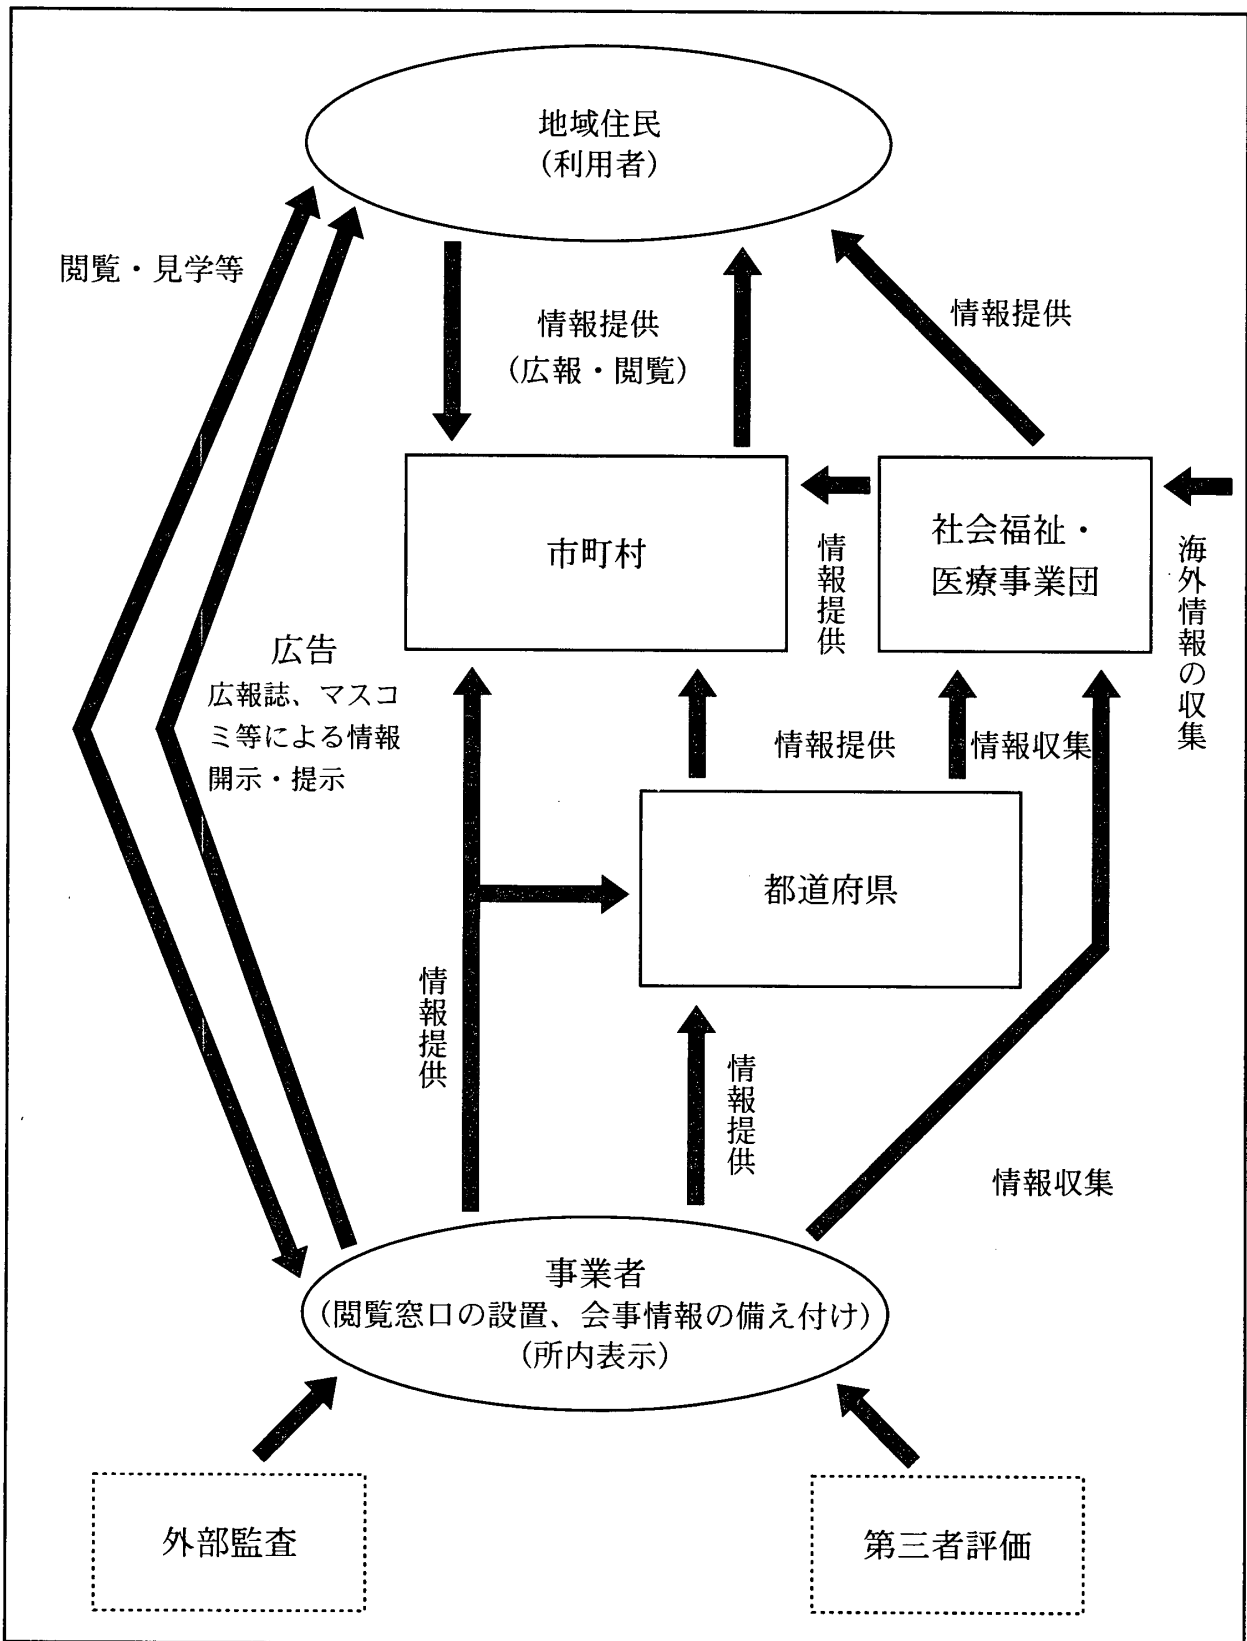 地域住民
(利用者)
閲覧・見学等
情報提供
(広報・閲覧)
情報提供
市町村
情報提供
社会福祉・
医療事業団
海外情報の収集
広告
広報誌、マスコ
ミ等による情報
開示・提示
情報提供
情報収集
都道府県
情報提供
情報提供
情報収集
事業者
(閲覧窓口の設置、会事情報の備え付け)
(所内表示)
外部監査
第三者評価